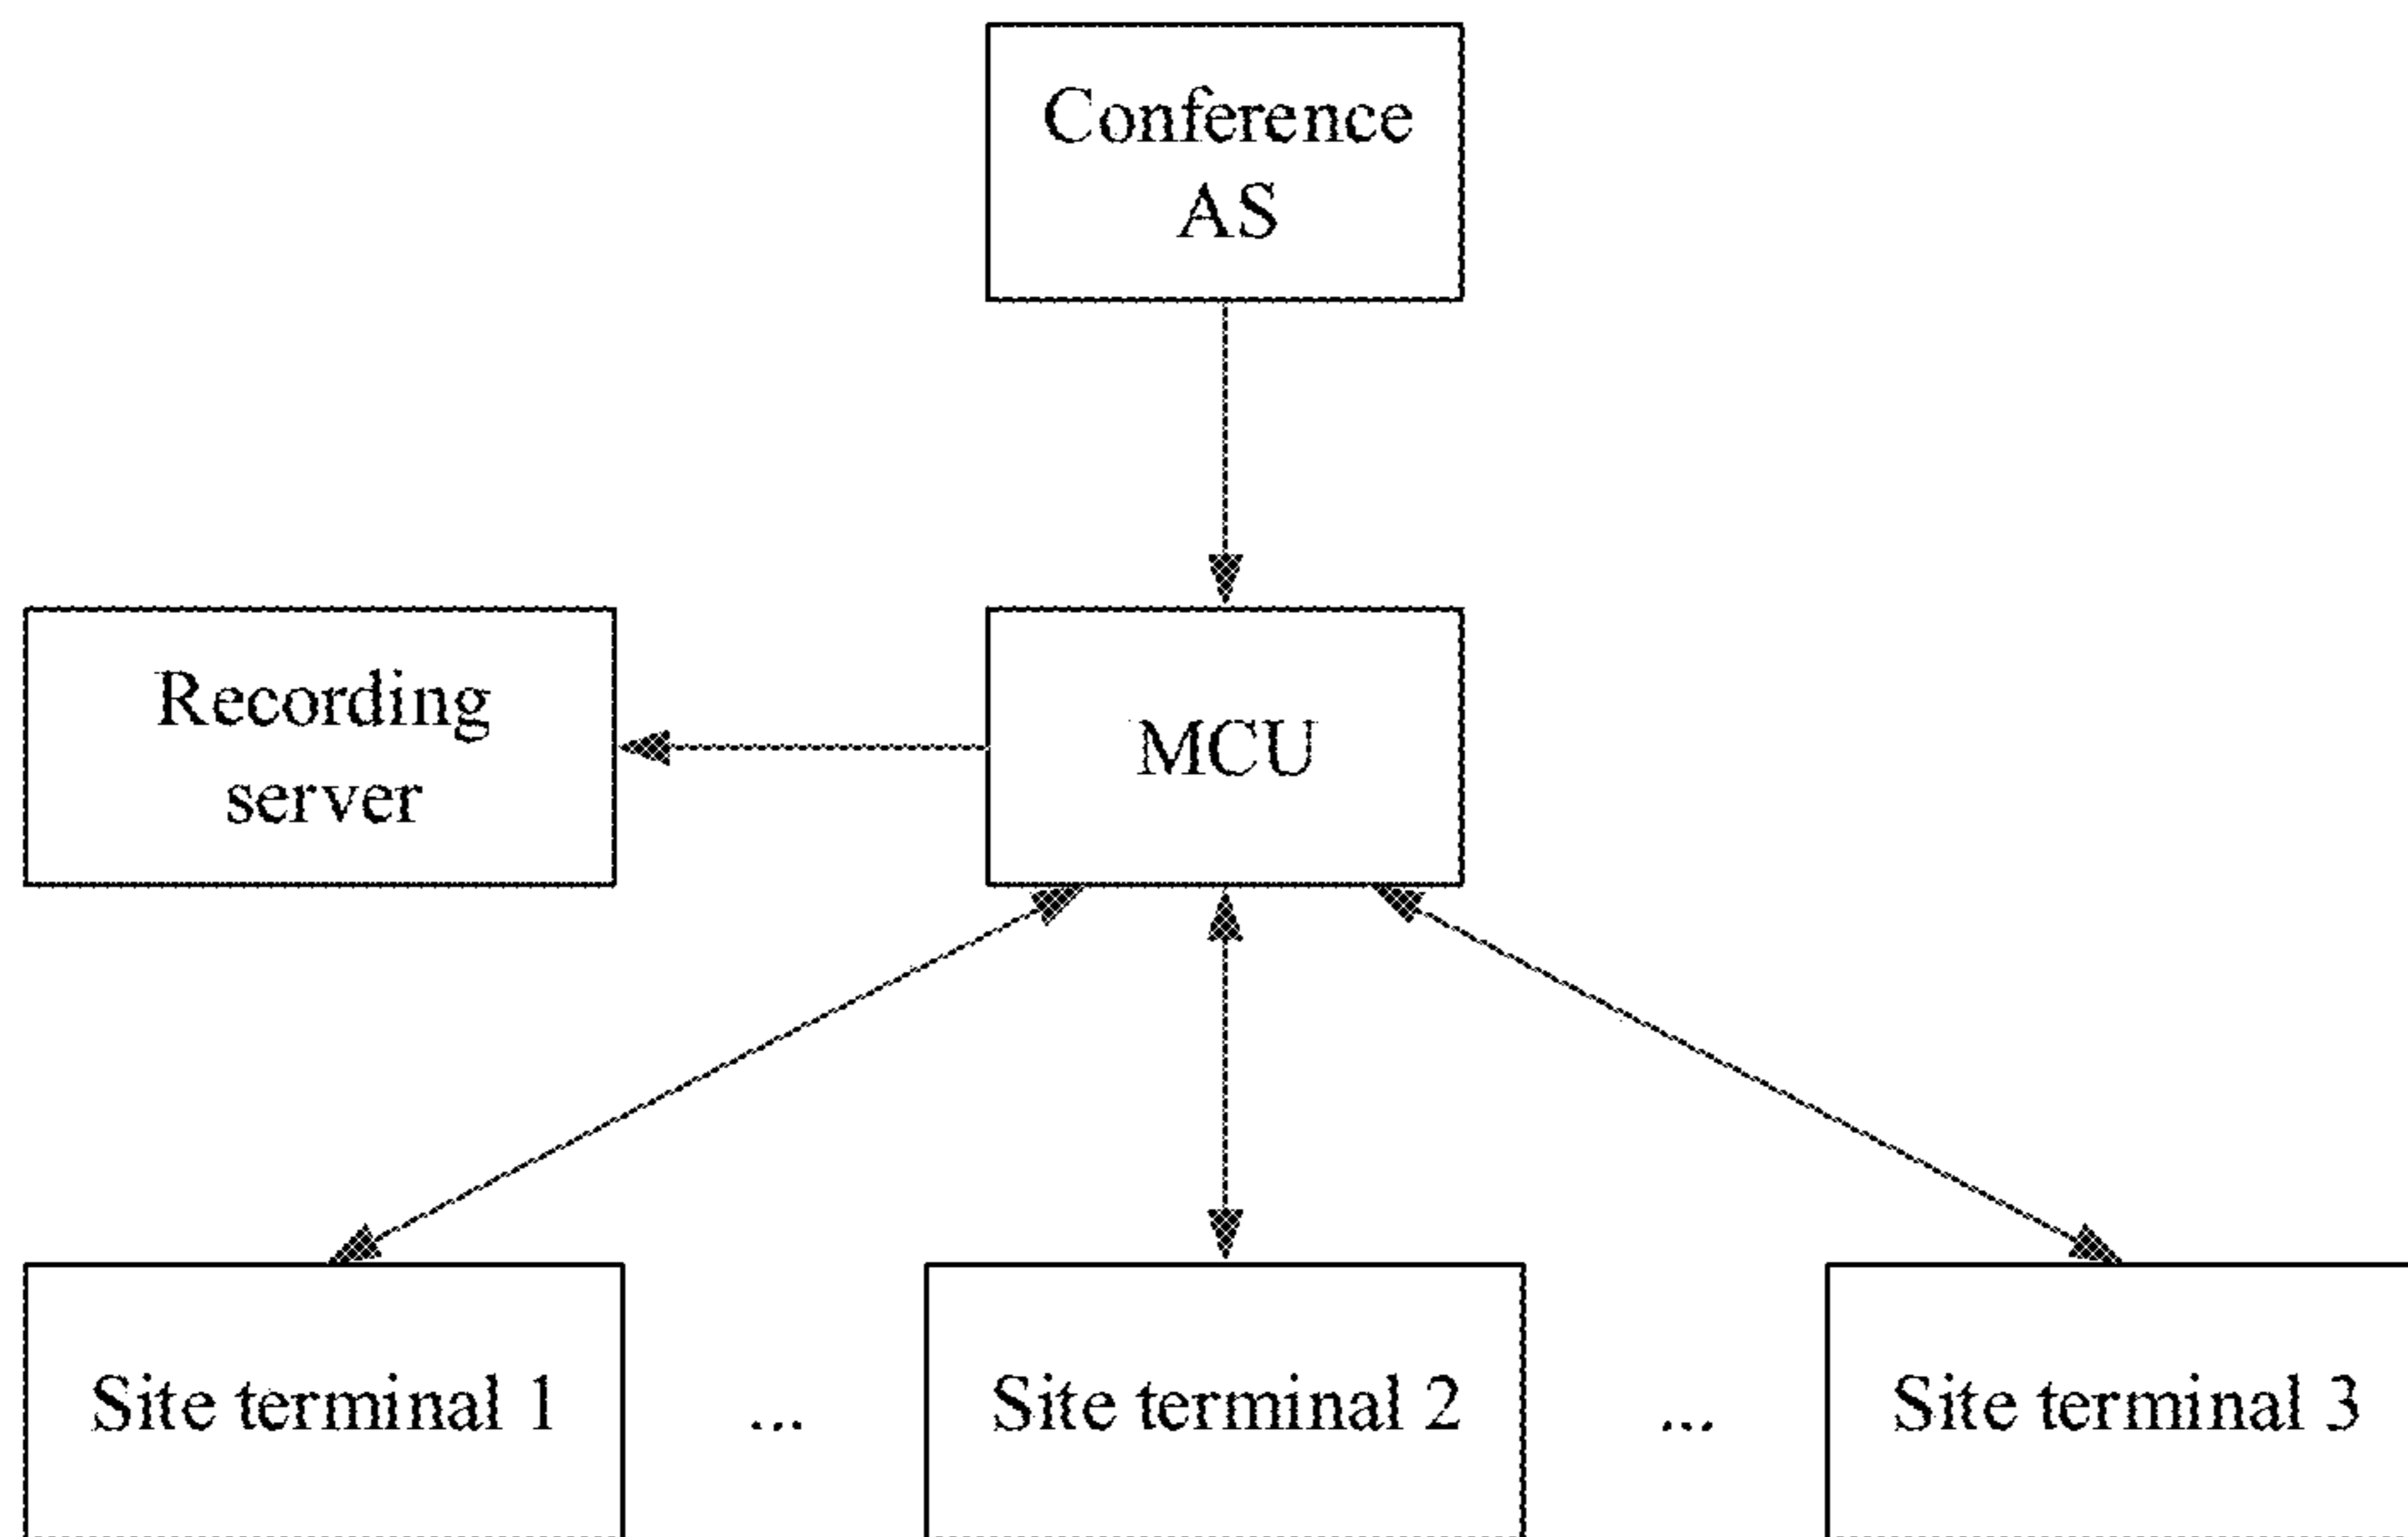 Conference
AS
Recording
server
MCU
Site terminal 1
...
Site terminal 2
...
Site terminal 3